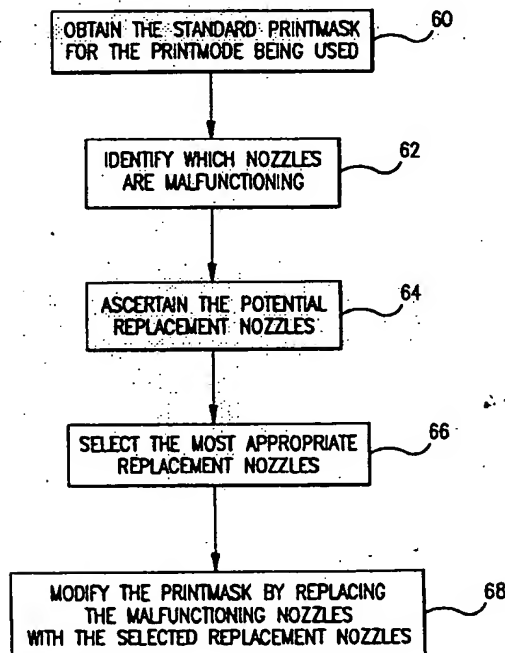 OBTAIN THE STANDARD PRINTMASK
FOR THE PRINTMODE BEING USED
60
IDENTIFY WHICH NOZZLES
ARE MALFUNCTIONING
62
ASCERTAIN THE POTENTIAL
REPLACEMENT NOZZLES
64
SELECT THE MOST APPROPRIATE
REPLACEMENT NOZZLES
66
MODIFY THE PRINTMASK BY REPLACING
THE MALFUNCTIONING NOZZLES
WITH THE SELECTED REPLACEMENT NOZZLES
68